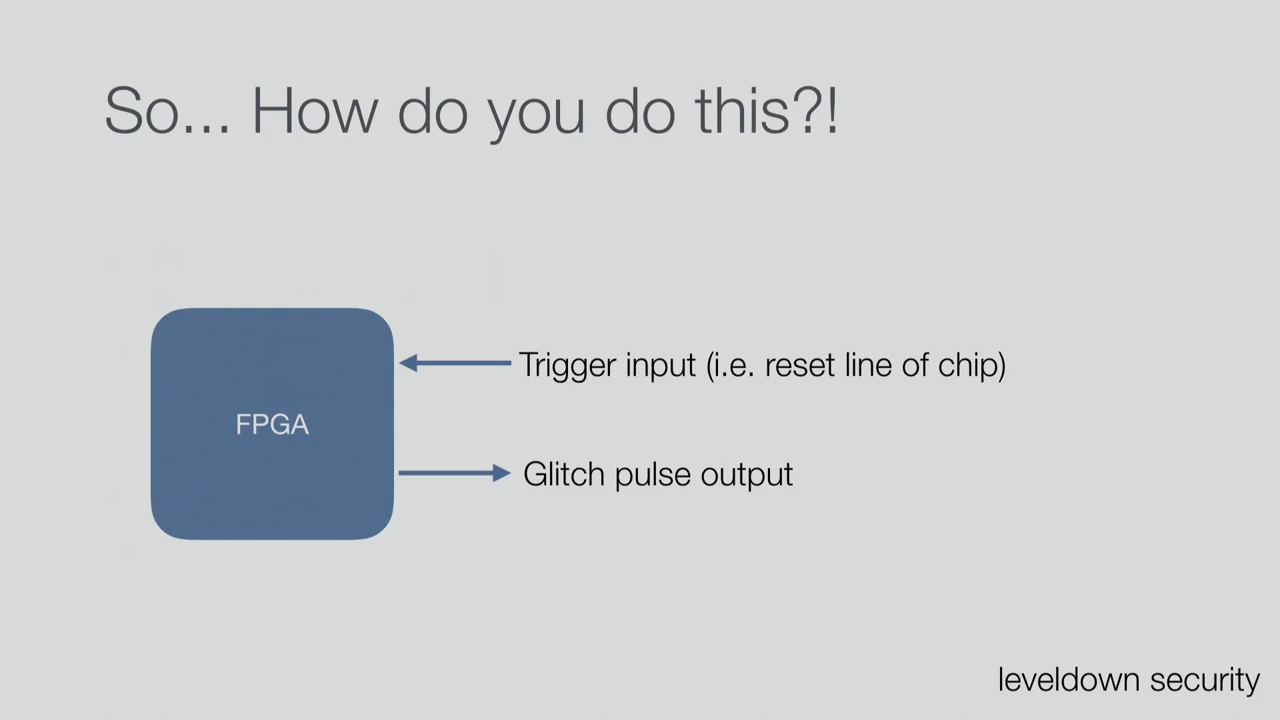 So... How do you do this?!
Trigger input (i.e. reset line of chip)
FPGA
Glitch pulse output
leveldown security